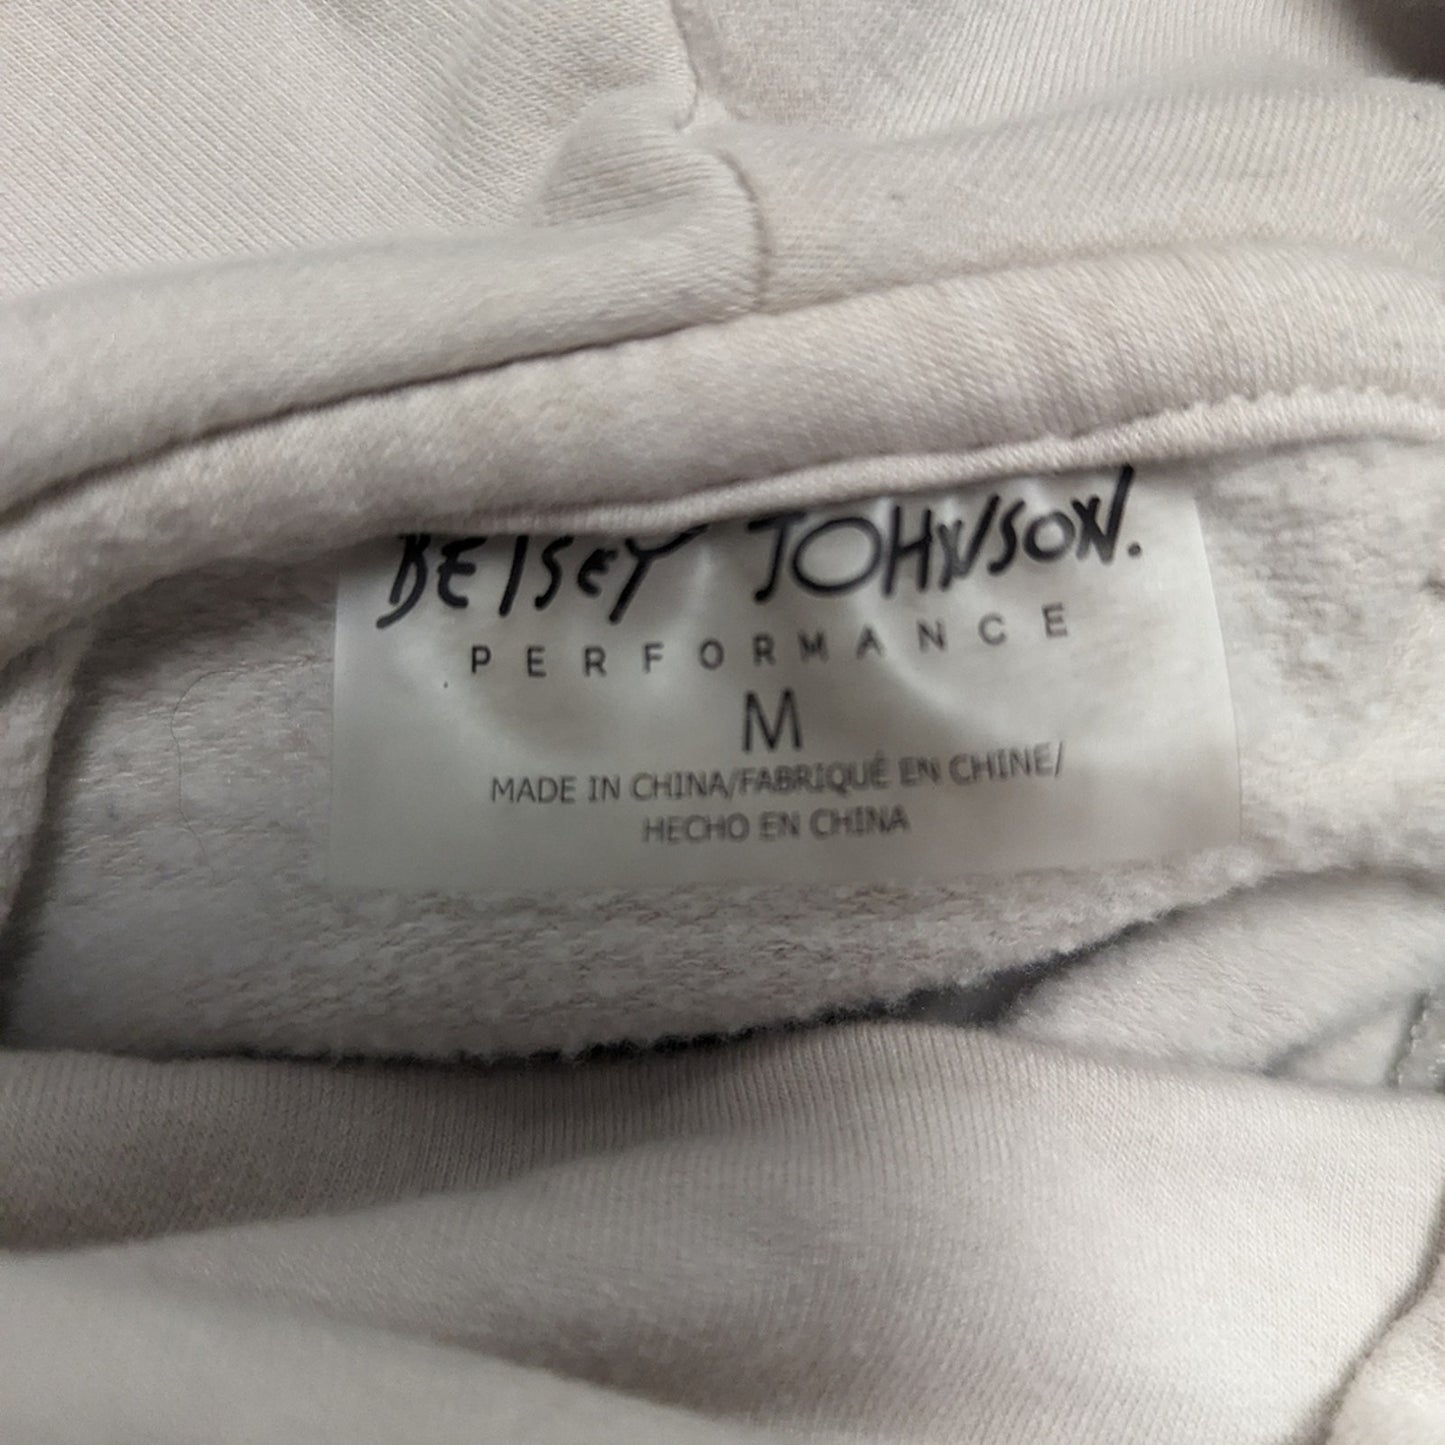 BETSEY JOHNSON.
PERFORMANCE
M
MADE IN CHINA/FABRIQUÉ EN CHINE/
HECHO EN CHINA